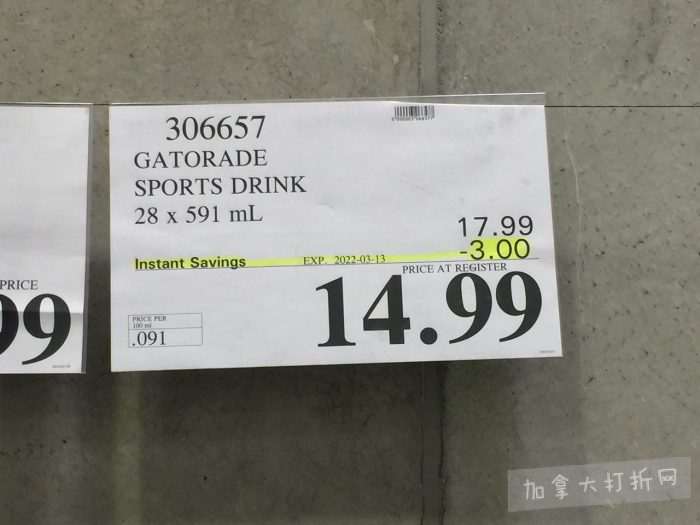 306657
GATORADE
SPORTS DRINK
28 x 591 mL
17.99
-3.00
Instant Savings EXP. 2022-03-13
PRICE AT REGISTER
14.99
PRICE PER
100 ml
.091
PRICE
99
加拿大打折网